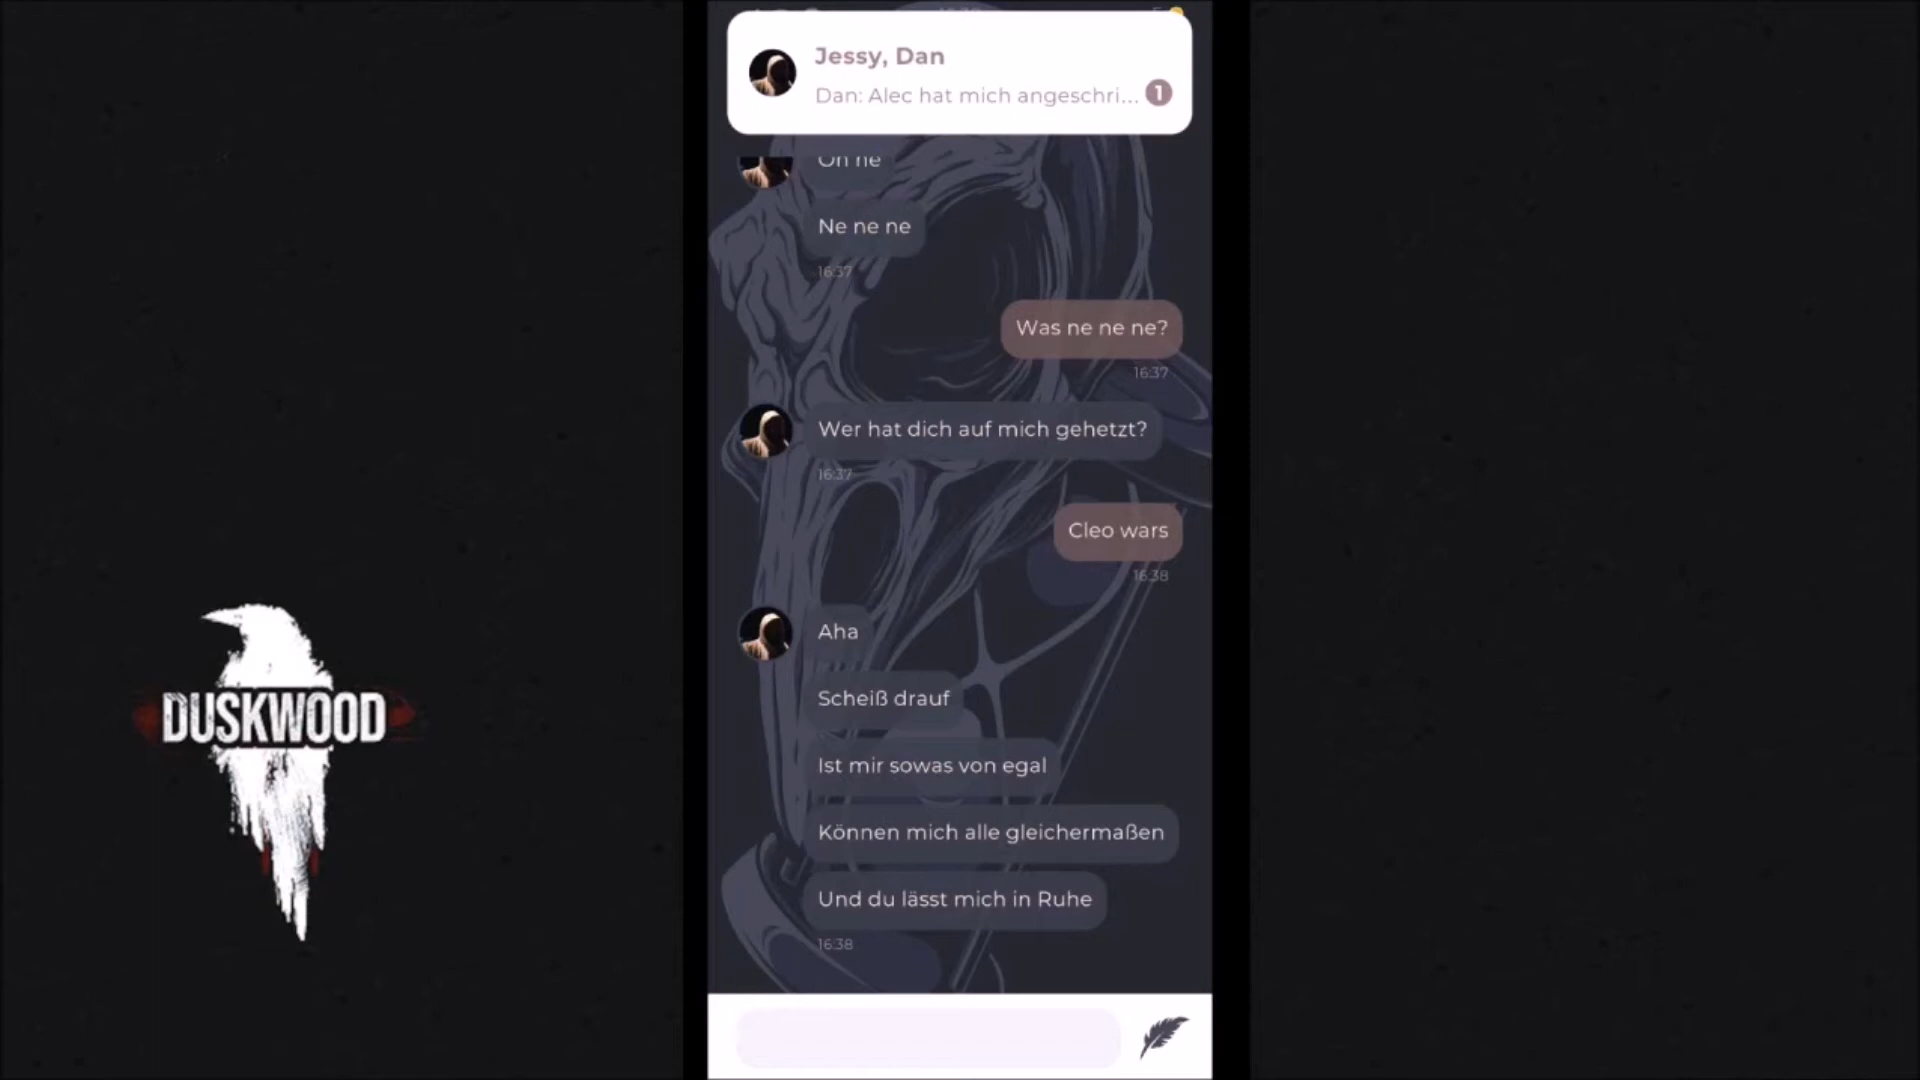 Jessy, Dan
Dan: Alec hat mich angeschri...
1
Oh ne
Ne ne ne
16:37
Was ne ne ne?
16:37
Wer hat dich auf mich gehetzt?
16:37
Cleo wars
16:38
Aha
Scheiß drauf
Ist mir sowas von egal
Können mich alle gleichermaßen
Und du lässt mich in Ruhe
16:38
DUSKWOOD